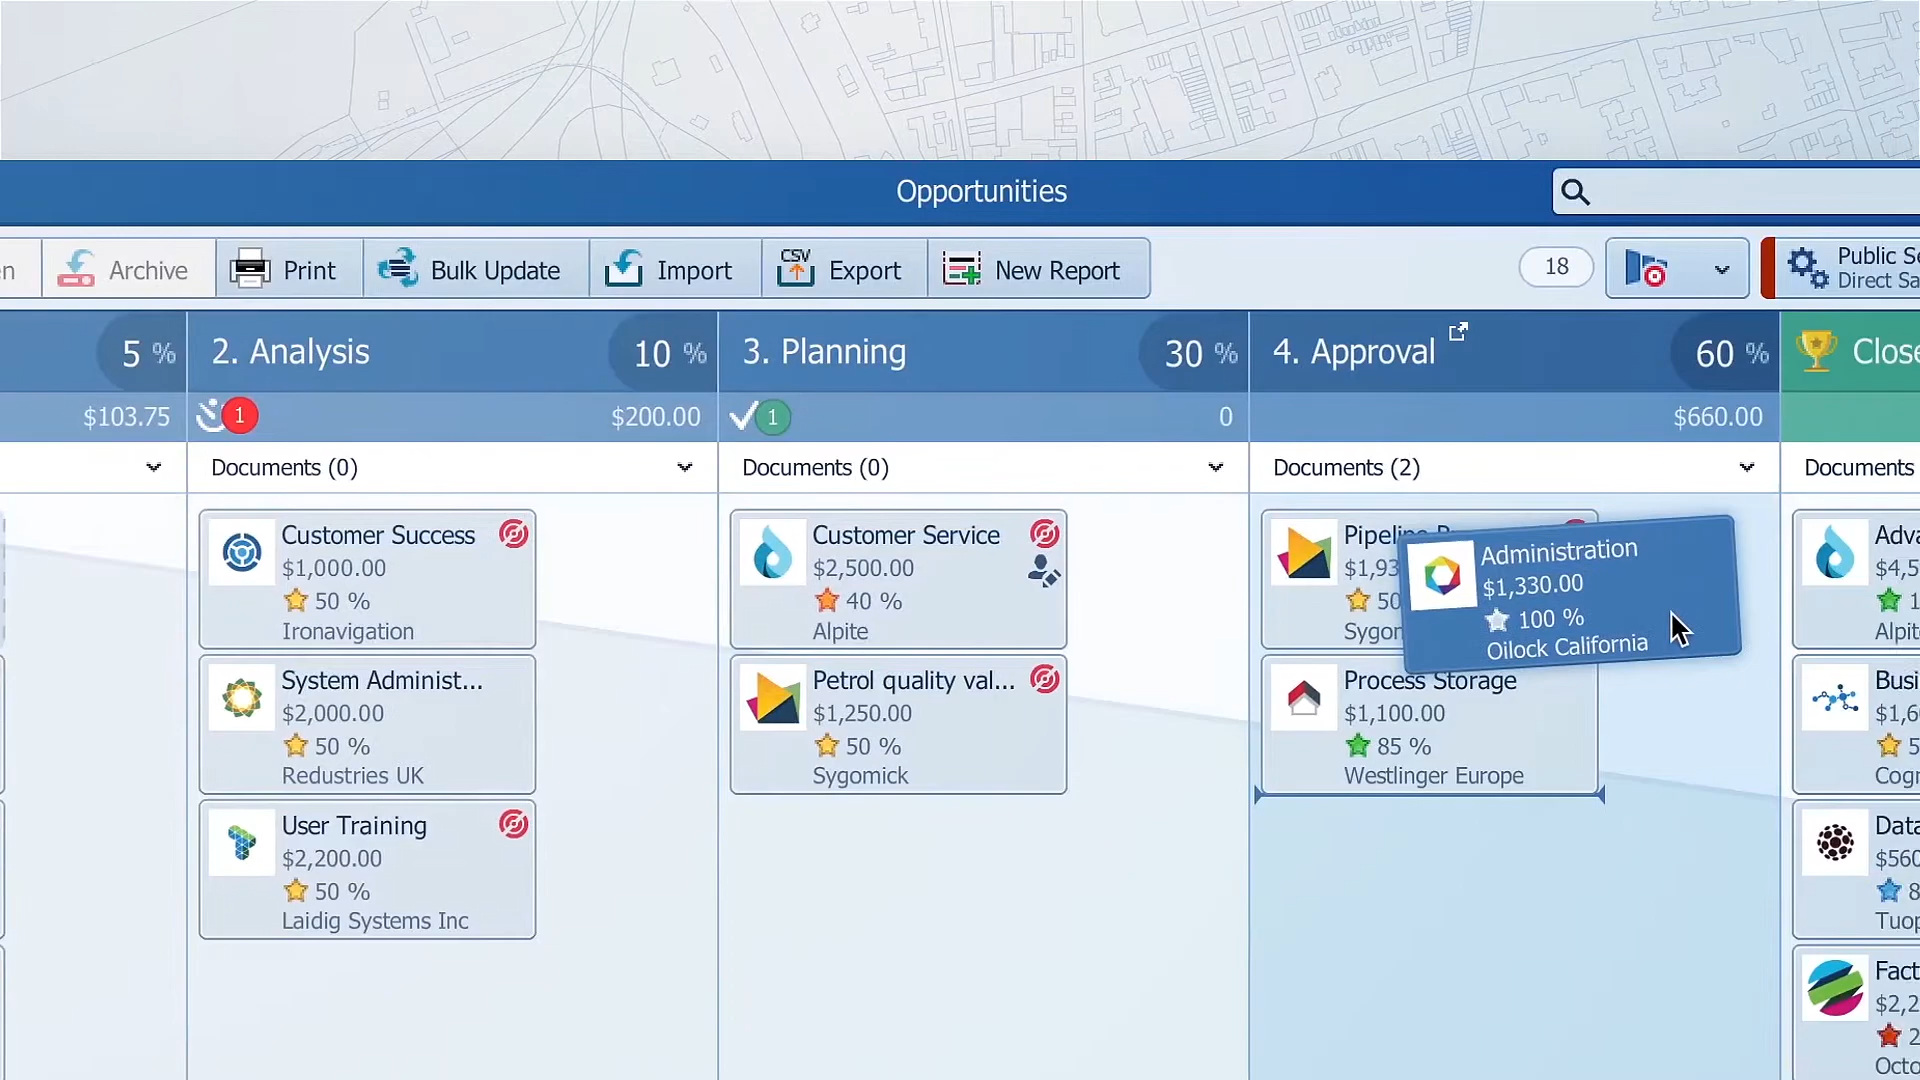 Opportunities
Archive
Print
Bulk Update
Import
CSV
Export
New Report
18
Public
Direct
5 %
2. Analysis
10 %
3. Planning
30 %
4. Approval
60 %
$103.75
1
$200.00
1
0
$660.00
Documents (0)
Documents (0)
Documents (2)
Documents
Customer Success
$1,000.00
50 %
Ironavigation
System Administ...
$2,000.00
50 %
Redustries UK
User Training
$2,200.00
50 %
Laidig Systems Inc
Customer Service
$2,500.00
40 %
Alpite
Petrol quality val...
$1,250.00
50 %
Sygomick
Pipeline
Administration
$1,330.00
100 %
Oilock California
Process Storage
$1,100.00
85 %
Westlinger Europe